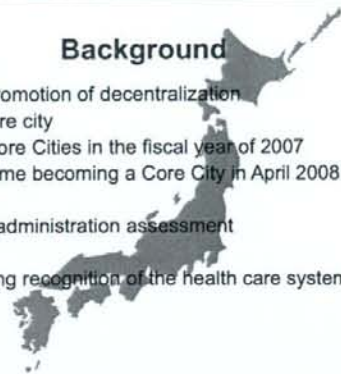 Background
romotion of decentralization
re city
ore Cities in the fiscal year of 2007
me becoming a Core City in April 2008
administration assessment
ng recognition of the health care system